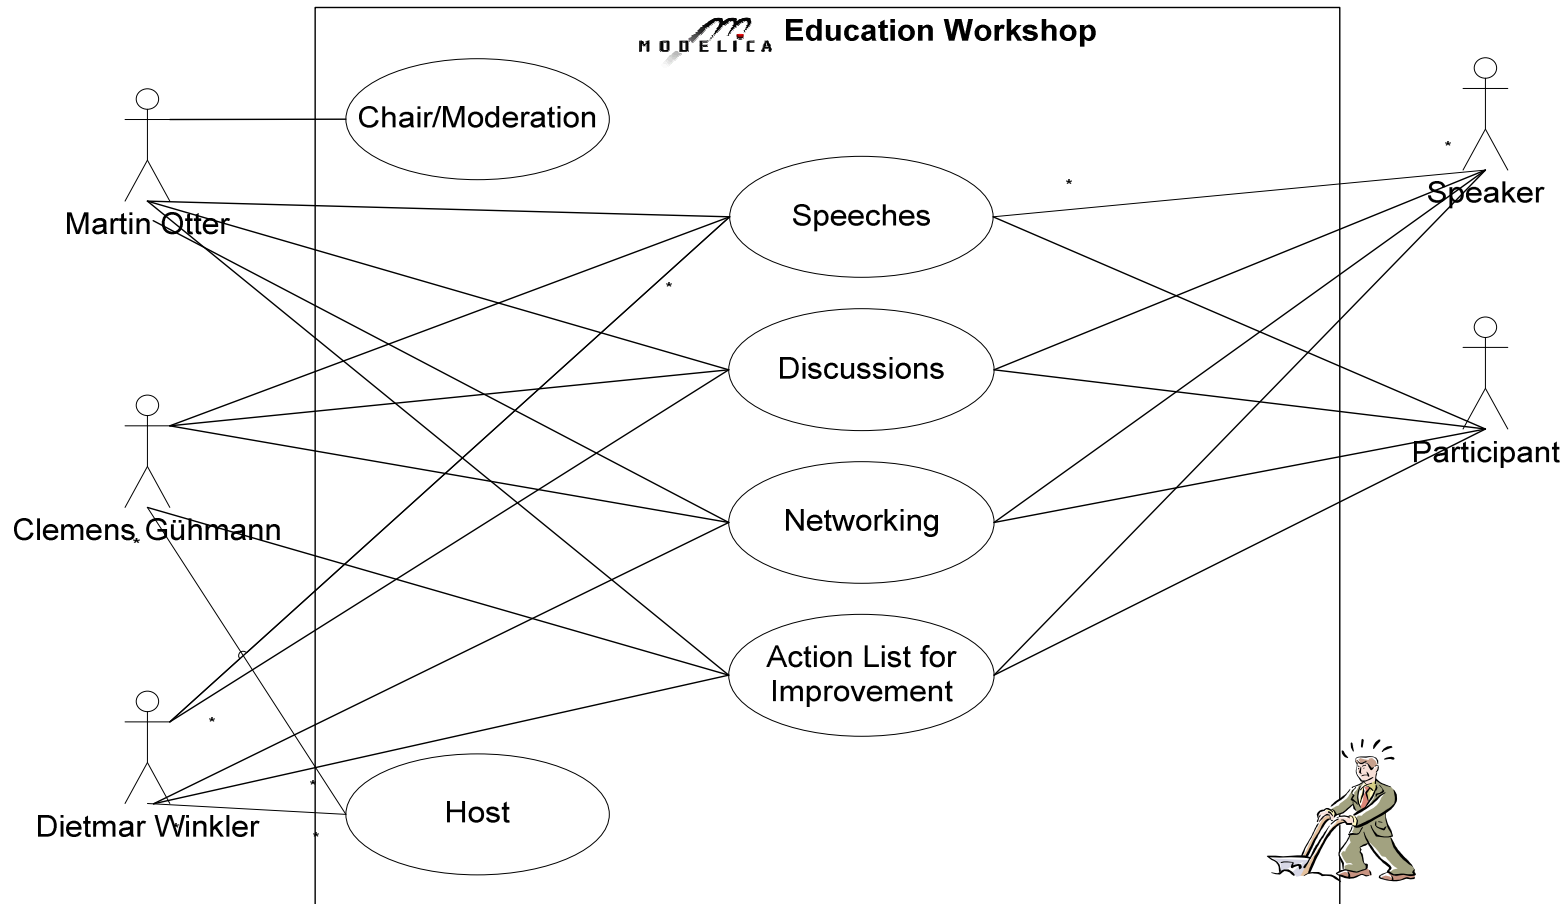 MODELICA Education Workshop
Chair/Moderation
Martin Otter
Speeches
Speaker
*
*
*
Discussions
Participant
Clemens Gühmann
*
Networking
Action List for
Improvement
*
*
Host
Dietmar Winkler
*
*